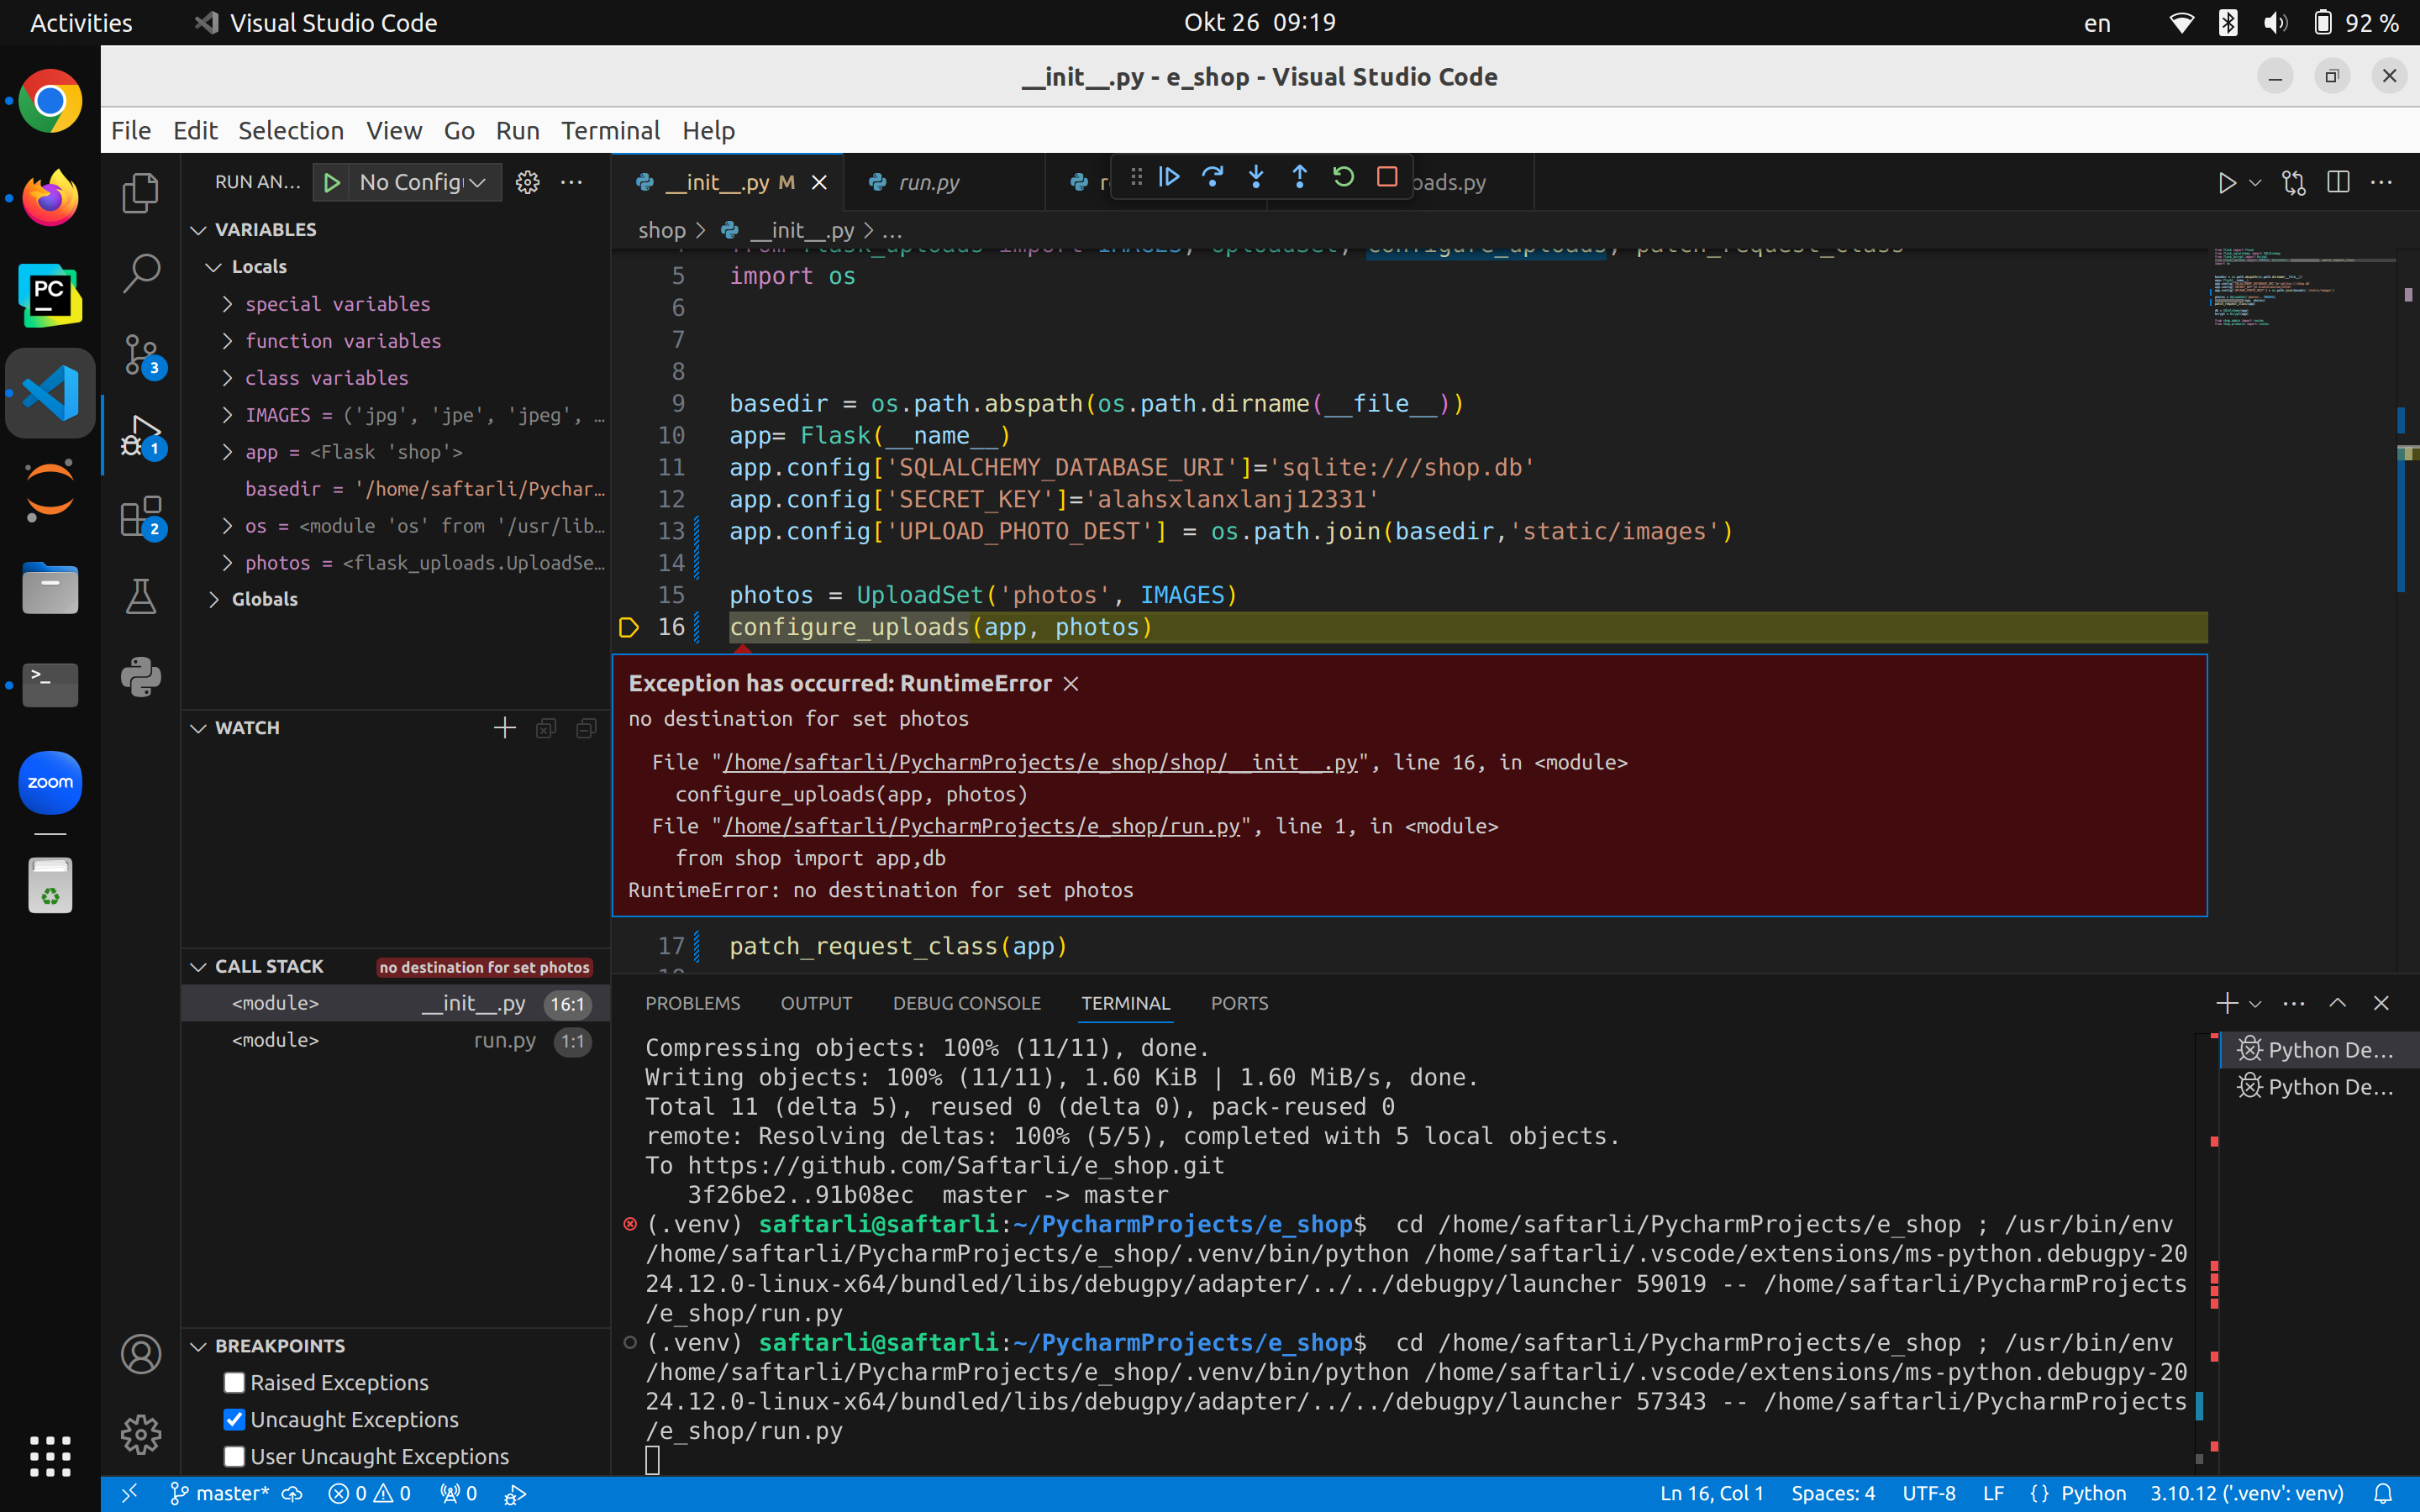 Activities
Visual Studio Code
Okt 26 09:19
en
92 %
__init__.py - e_shop - Visual Studio Code
File Edit Selection View Go Run Terminal Help
RUN AN...
No Config
__init__.py M
run.py
oads.py
shop > __init__.py > ...
VARIABLES
Locals
special variables
function variables
class variables
IMAGES = ('jpg', 'jpe', 'jpeg', ...
app = <Flask 'shop'>
basedir = '/home/saftarli/Pychar...
os = <module 'os' from '/usr/lib...
photos = <flask_uploads.UploadSe...
Globals
WATCH
CALL STACK
no destination for set photos
<module> __init__.py 16:1
<module> run.py 1:1
BREAKPOINTS
Raised Exceptions
Uncaught Exceptions
User Uncaught Exceptions
PC
3
1
2
zoom
from flask_uploads import IMAGES, UploadSet, configure_uploads, patch_request_class
5 import os
6
7
8
9 basedir = os.path.abspath(os.path.dirname(__file__))
10 app= Flask(__name__)
11 app.config['SQLALCHEMY_DATABASE_URI']='sqlite:///shop.db'
12 app.config['SECRET_KEY']='alahsxlanxlanj12331'
13 app.config['UPLOAD_PHOTO_DEST'] = os.path.join(basedir,'static/images')
14
15 photos = UploadSet('photos', IMAGES)
16 configure_uploads(app, photos)
Exception has occurred: RuntimeError
no destination for set photos
File "/home/saftarli/PycharmProjects/e_shop/shop/__init__.py", line 16, in <module>
configure_uploads(app, photos)
File "/home/saftarli/PycharmProjects/e_shop/run.py", line 1, in <module>
from shop import app,db
RuntimeError: no destination for set photos
17 patch_request_class(app)
PROBLEMS OUTPUT DEBUG CONSOLE TERMINAL PORTS
Compressing objects: 100% (11/11), done.
Writing objects: 100% (11/11), 1.60 KiB | 1.60 MiB/s, done.
Total 11 (delta 5), reused 0 (delta 0), pack-reused 0
remote: Resolving deltas: 100% (5/5), completed with 5 local objects.
To https://github.com/Saftarli/e_shop.git
3f26be2..91b08ec master -> master
(.venv) saftarli@saftarli:~/PycharmProjects/e_shop$ cd /home/saftarli/PycharmProjects/e_shop ; /usr/bin/env
/home/saftarli/PycharmProjects/e_shop/.venv/bin/python /home/saftarli/.vscode/extensions/ms-python.debugpy-20
24.12.0-linux-x64/bundled/libs/debugpy/adapter/../../debugpy/launcher 59019 -- /home/saftarli/PycharmProjects
/e_shop/run.py
(.venv) saftarli@saftarli:~/PycharmProjects/e_shop$ cd /home/saftarli/PycharmProjects/e_shop ; /usr/bin/env
/home/saftarli/PycharmProjects/e_shop/.venv/bin/python /home/saftarli/.vscode/extensions/ms-python.debugpy-20
24.12.0-linux-x64/bundled/libs/debugpy/adapter/../../debugpy/launcher 57343 -- /home/saftarli/PycharmProjects
/e_shop/run.py
Python De...
Python De...
master* 0 0 0
Ln 16, Col 1 Spaces: 4 UTF-8 LF {} Python 3.10.12 ('.venv': venv)